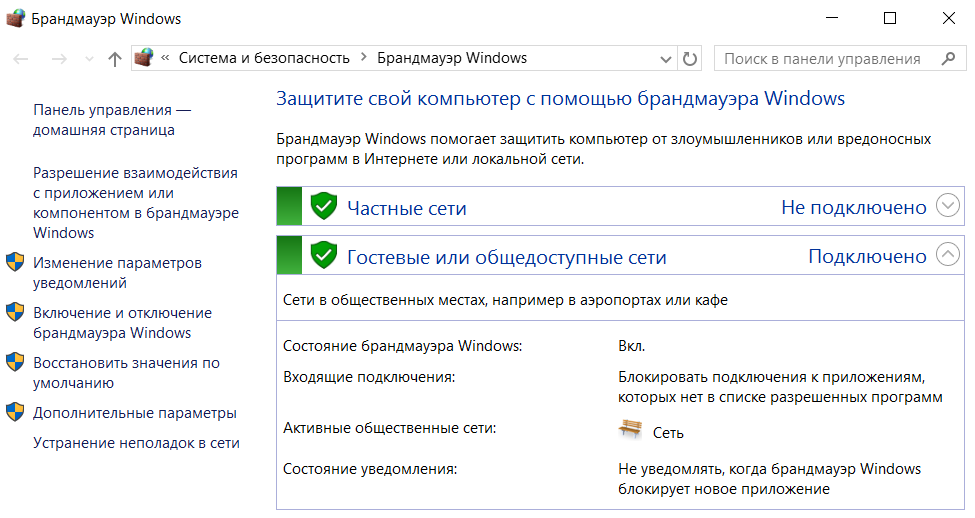 Брандмауэр Windows
« Система и безопасность > Брандмауэр Windows
Поиск в панели управления
Панель управления —
домашняя страница
Разрешение взаимодействия
с приложением или
компонентом в брандмауэре
Windows
Изменение параметров
уведомлений
Включение и отключение
брандмауэра Windows
Восстановить значения по
умолчанию
Дополнительные параметры
Устранение неполадок в сети
Защитите свой компьютер с помощью брандмауэра Windows
Брандмауэр Windows помогает защитить компьютер от злоумышленников или вредоносных
программ в Интернете или локальной сети.
Частные сети
Не подключено
Гостевые или общедоступные сети
Подключено
Сети в общественных местах, например в аэропортах или кафе
Состояние брандмауэра Windows:
Вкл.
Входящие подключения:
Блокировать подключения к приложениям,
которых нет в списке разрешенных программ
Активные общественные сети:
Сеть
Состояние уведомления:
Не уведомлять, когда брандмауэр Windows
блокирует новое приложение